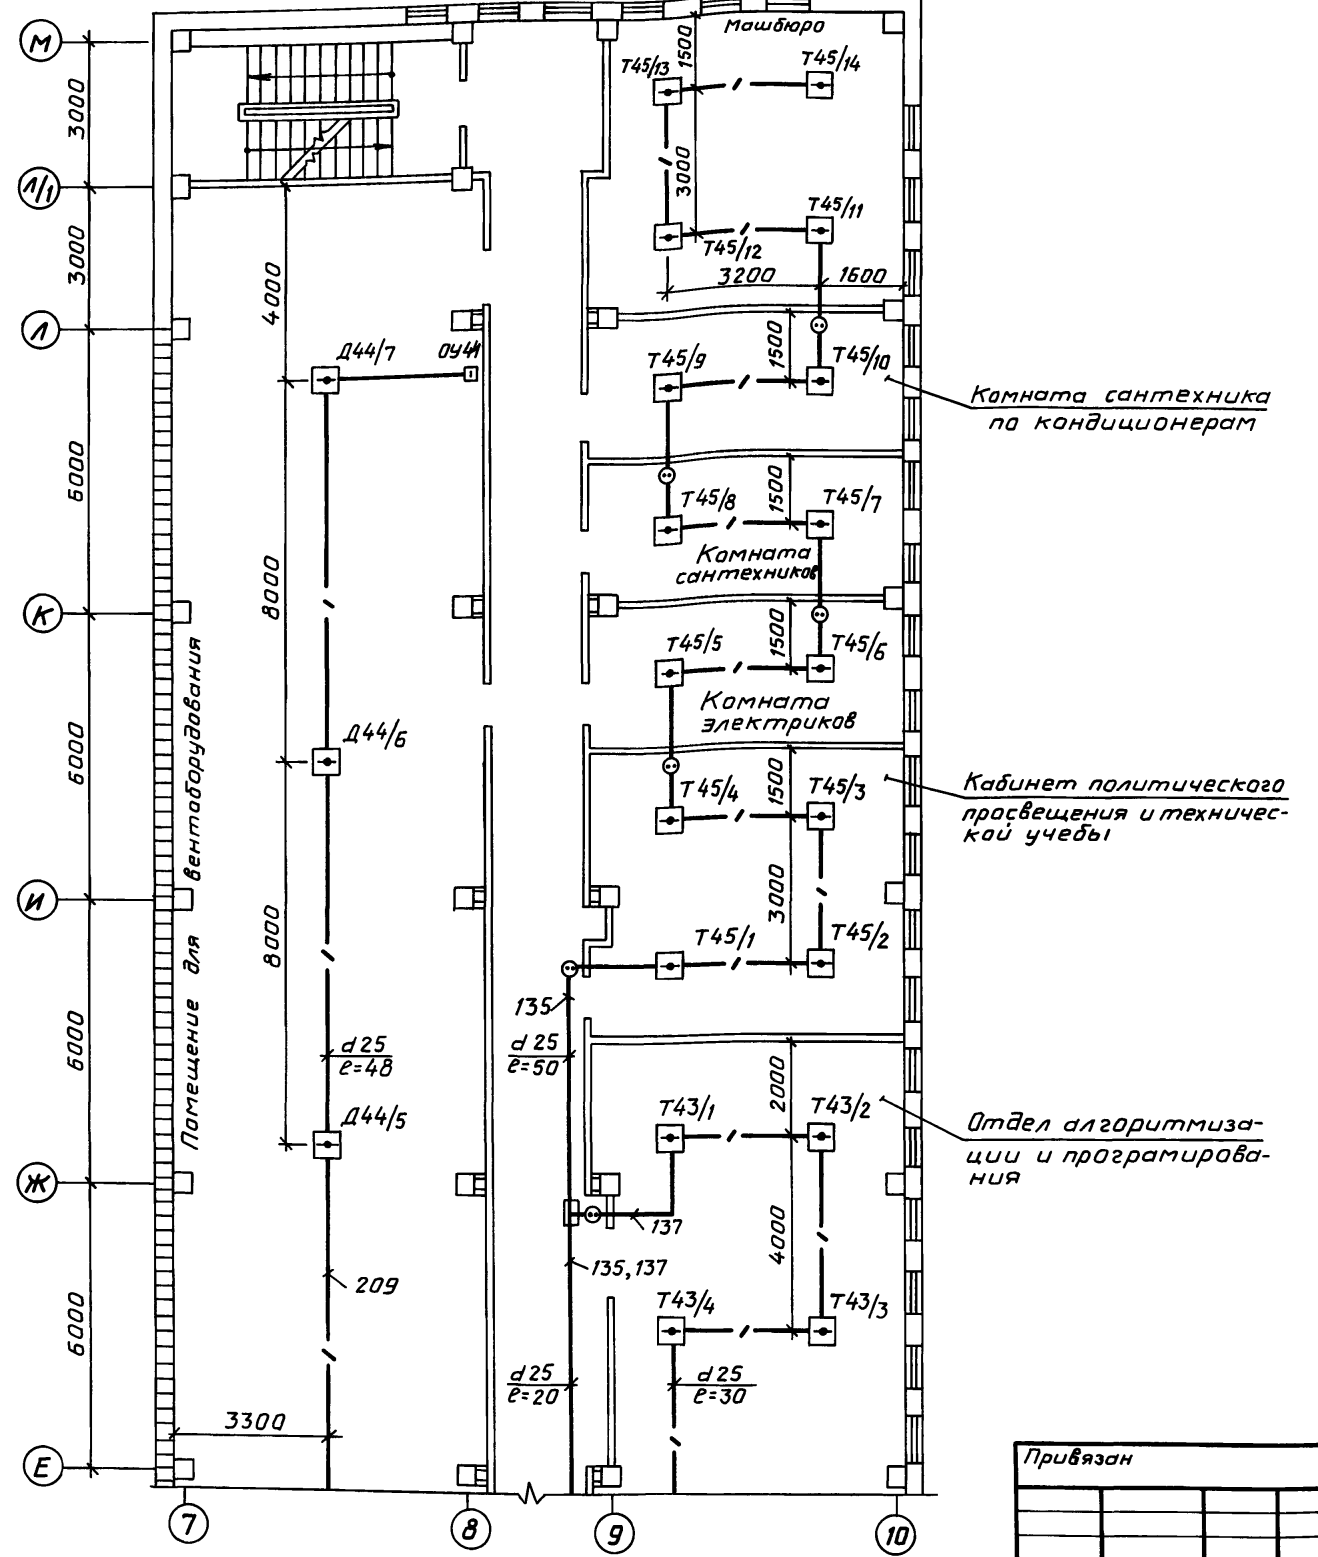 Машбюро
М
1500
Т45/13
Т45/14
3000
3000
Л/1
Т45/11
Т45/12
3000
4000
3200
1600
Л
Д44/7
ОУ41
Т45/9
1500
Т45/10
Комната сантехника
по кондиционерам
6000
Т45/8
1500
Т45/7
Комната
сантехников
8000
К
Т45/5
1500
Т45/6
Комната
электриков
Помещение для вентаборудования
6000
Д44/6
Т45/4
1500
Т45/3
Кабинет политического
просвещения и техничес-
кой учебы
И
3000
8000
Т45/1
Т45/2
135
6000
d25
ℓ=48
d25
ℓ=50
2000
Д44/5
Т43/1
Т43/2
Отдел алгоритмиза-
ции и програмирова-
ния
Ж
137
4000
135,137
209
6000
Т43/4
Т43/3
d25
ℓ=20
d25
ℓ=30
3300
Е
Привязан
7
8
9
10